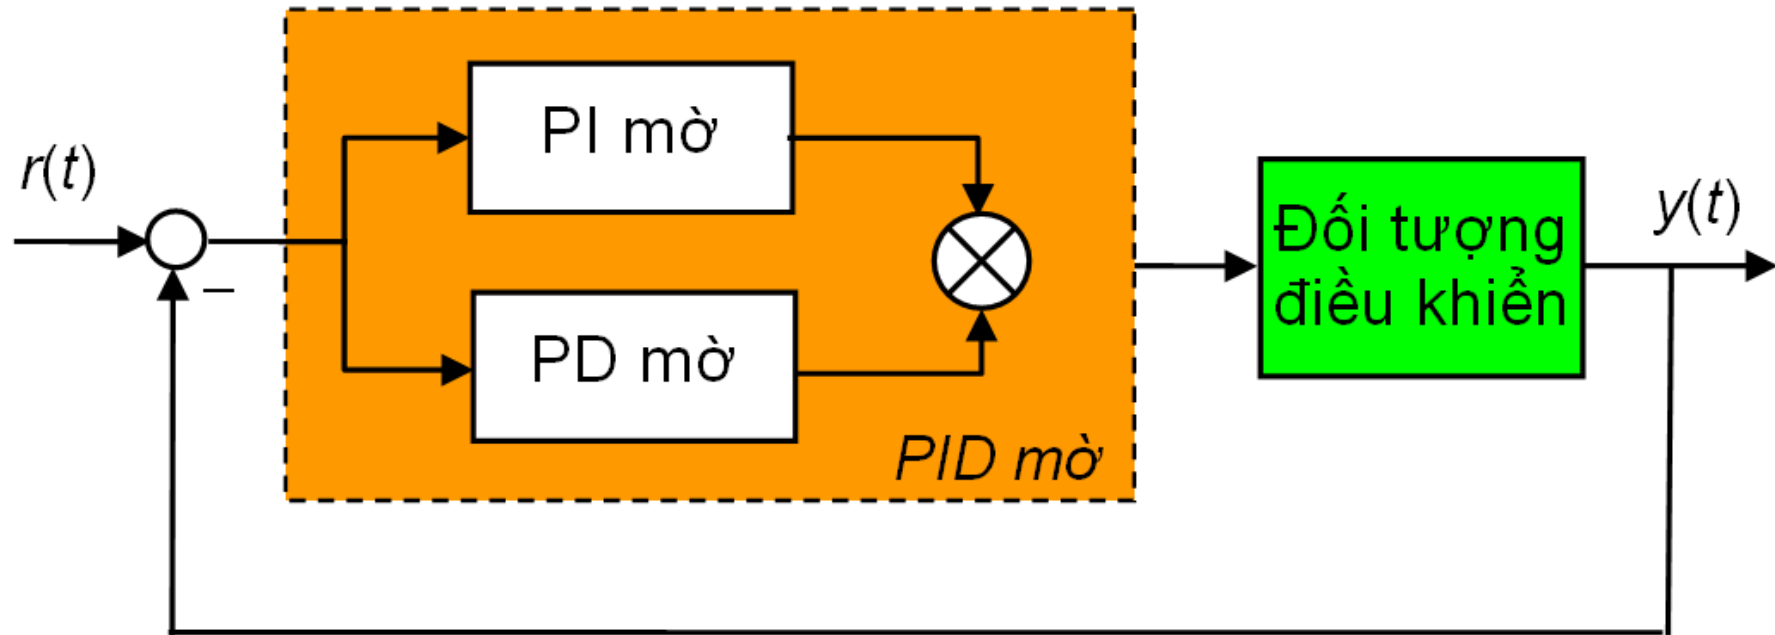 r(t)
PI mờ
PD mờ
PID mờ
Đối tượng
điều khiển
y(t)
–